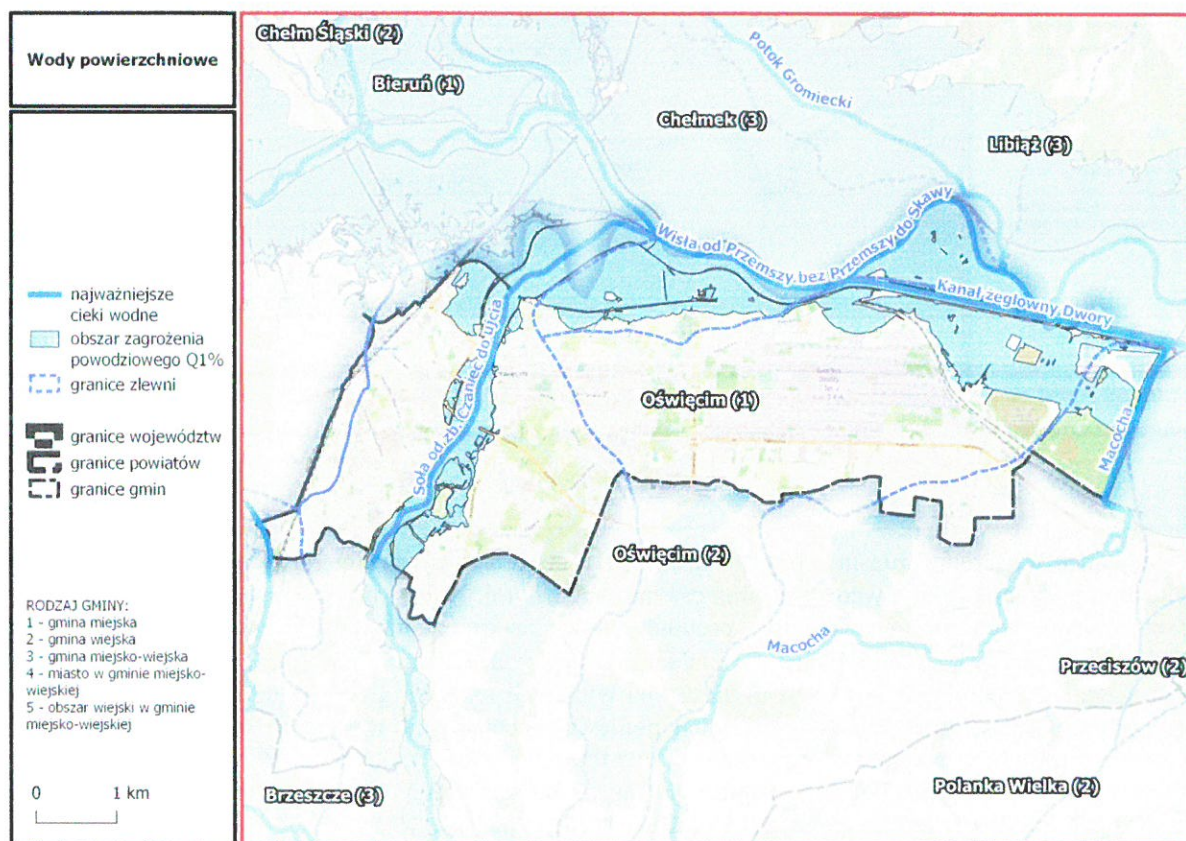 Wody powierzchniowe
najważniejsze
cieki wodne
obszar zagrożenia
powodziowego Q1%
granice zlewni
granice województw
granice powiatów
granice gmin
RODZAJ GMINY:
1 - gmina miejska
2 - gmina wiejska
3 - gmina miejsko-wiejska
4 - miasto w gminie miejsko-
wiejskiej
5 - obszar wiejski w gminie
miejsko-wiejskiej
0 1 km
Chełm Śląski (2)
Bieruń (1)
Chełmek (3)
Potok Gromiecki
Libiąż (3)
Wisła od Przemszy bez Przemszy do Skawy
Kanał żeglowny Dwory
Soła od zb. Czaniec do ujścia
Oświęcim (1)
Macocha
Oświęcim (2)
Macocha
Przeciszów (2)
Polanka Wielka (2)
Brzeszcze (3)